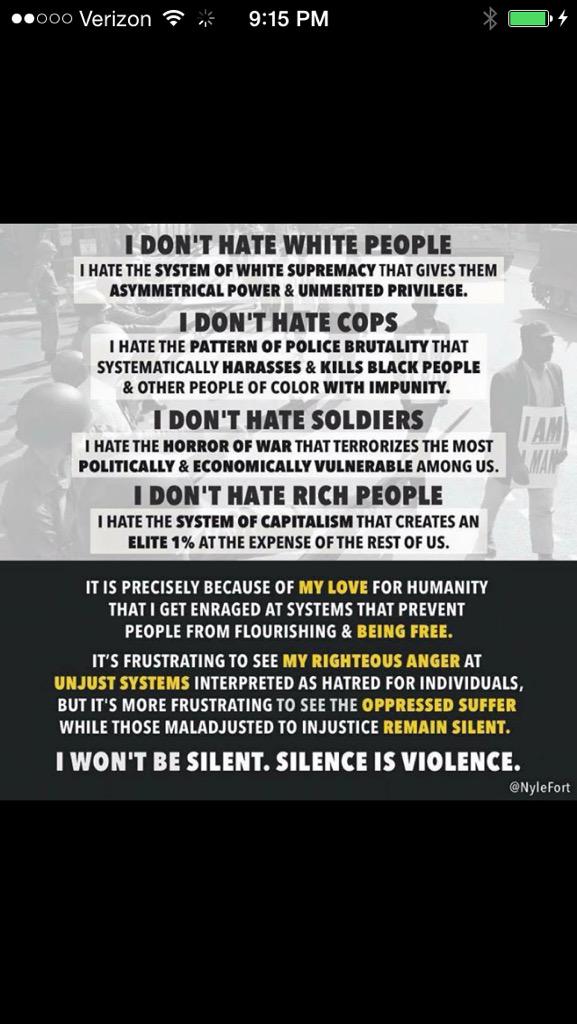 Verizon 9:15 PM
I DON'T HATE WHITE PEOPLE
I HATE THE SYSTEM OF WHITE SUPREMACY THAT GIVES THEM
ASYMMETRICAL POWER & UNMERITED PRIVILEGE.
I DON'T HATE COPS
I HATE THE PATTERN OF POLICE BRUTALITY THAT
SYSTEMATICALLY HARASSES & KILLS BLACK PEOPLE
& OTHER PEOPLE OF COLOR WITH IMPUNITY.
I DON'T HATE SOLDIERS
I HATE THE HORROR OF WAR THAT TERRORIZES THE MOST
POLITICALLY & ECONOMICALLY VULNERABLE AMONG US.
I DON'T HATE RICH PEOPLE
I HATE THE SYSTEM OF CAPITALISM THAT CREATES AN
ELITE 1% AT THE EXPENSE OF THE REST OF US.
I AM
MAN
IT IS PRECISELY BECAUSE OF MY LOVE FOR HUMANITY
THAT I GET ENRAGED AT SYSTEMS THAT PREVENT
PEOPLE FROM FLOURISHING & BEING FREE.
IT'S FRUSTRATING TO SEE MY RIGHTEOUS ANGER AT
UNJUST SYSTEMS INTERPRETED AS HATRED FOR INDIVIDUALS,
BUT IT'S MORE FRUSTRATING TO SEE THE OPPRESSED SUFFER
WHILE THOSE MALADJUSTED TO INJUSTICE REMAIN SILENT.
I WON'T BE SILENT. SILENCE IS VIOLENCE.
@NyleFort